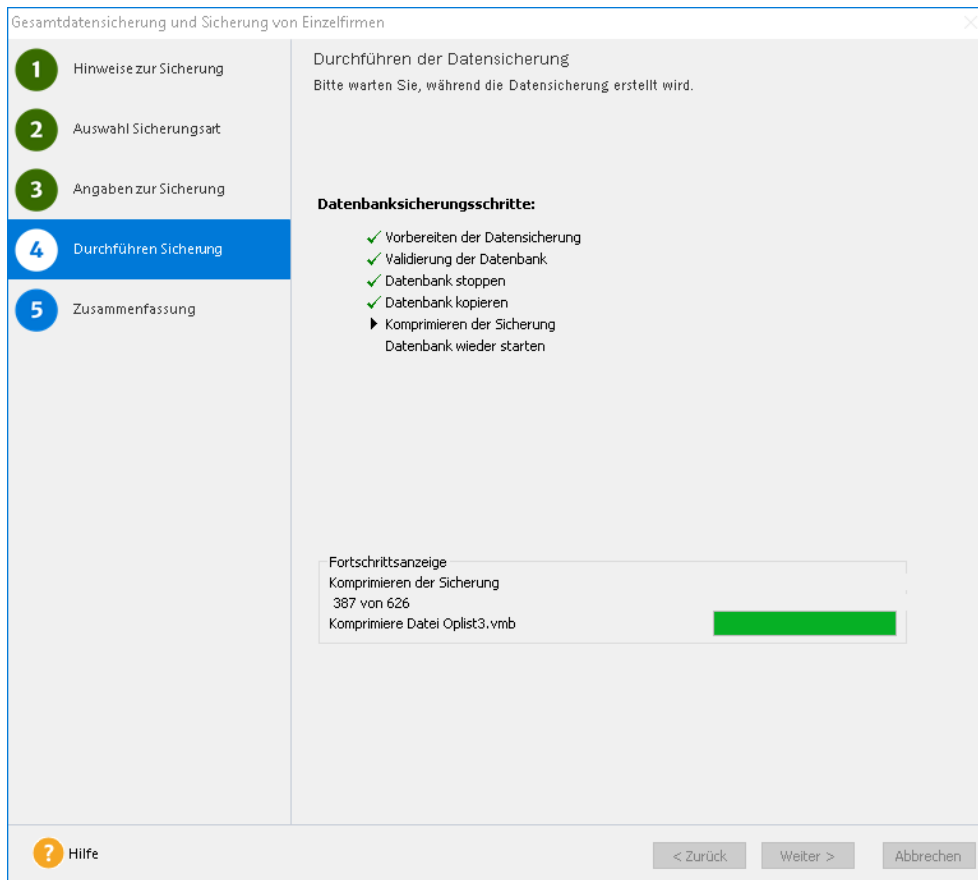 Gesamtdatensicherung und Sicherung von Einzelfirmen
1 Hinweise zur Sicherung
2 Auswahl Sicherungsart
3 Angaben zur Sicherung
4 Durchführen Sicherung
5 Zusammenfassung
Durchführen der Datensicherung
Bitte warten Sie, während die Datensicherung erstellt wird.
Datenbanksicherungsschritte:
Vorbereiten der Datensicherung
Validierung der Datenbank
Datenbank stoppen
Datenbank kopieren
Komprimieren der Sicherung
Datenbank wieder starten
Fortschrittsanzeige
Komprimieren der Sicherung
387 von 626
Komprimiere Datei Oplist3.vmb
? Hilfe
< Zurück
Weiter >
Abbrechen